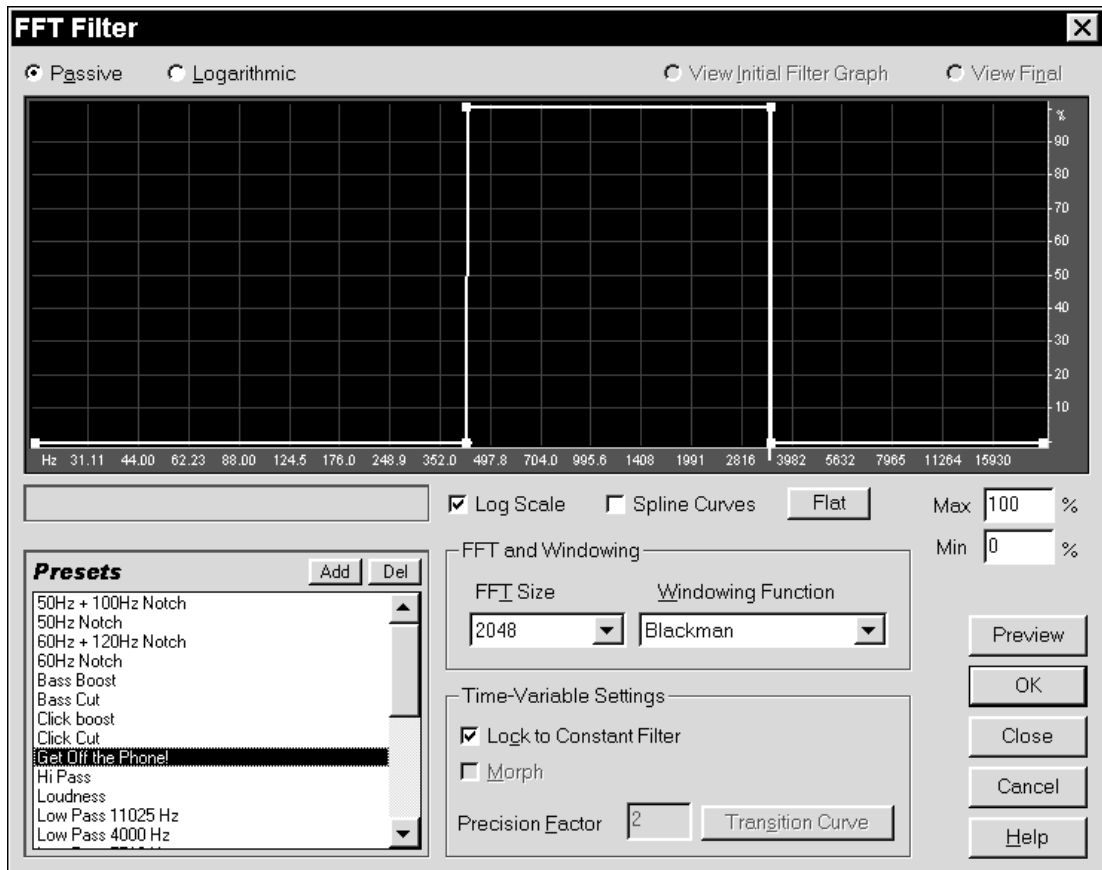 FFT Filter
Passive Logarithmic View Initial Filter Graph View Final
%
90
80
70
60
50
40
30
20
10
Hz 31.11 44.00 62.23 88.00 124.5 176.0 248.9 352.0 497.8 704.0 995.6 1408 1991 2816 3982 5632 7965 11264 15930
Log Scale Spline Curves Flat
Max 100 %
Min 0 %
Presets Add Del
50Hz + 100Hz Notch
50Hz Notch
60Hz + 120Hz Notch
60Hz Notch
Bass Boost
Bass Cut
Click boost
Click Cut
Get Off the Phone!
Hi Pass
Loudness
Low Pass 11025 Hz
Low Pass 4000 Hz
FFT and Windowing
FFT Size Windowing Function
2048 Blackman
Time-Variable Settings
Lock to Constant Filter
Morph
Precision Factor 2 Transition Curve
Preview
OK
Close
Cancel
Help